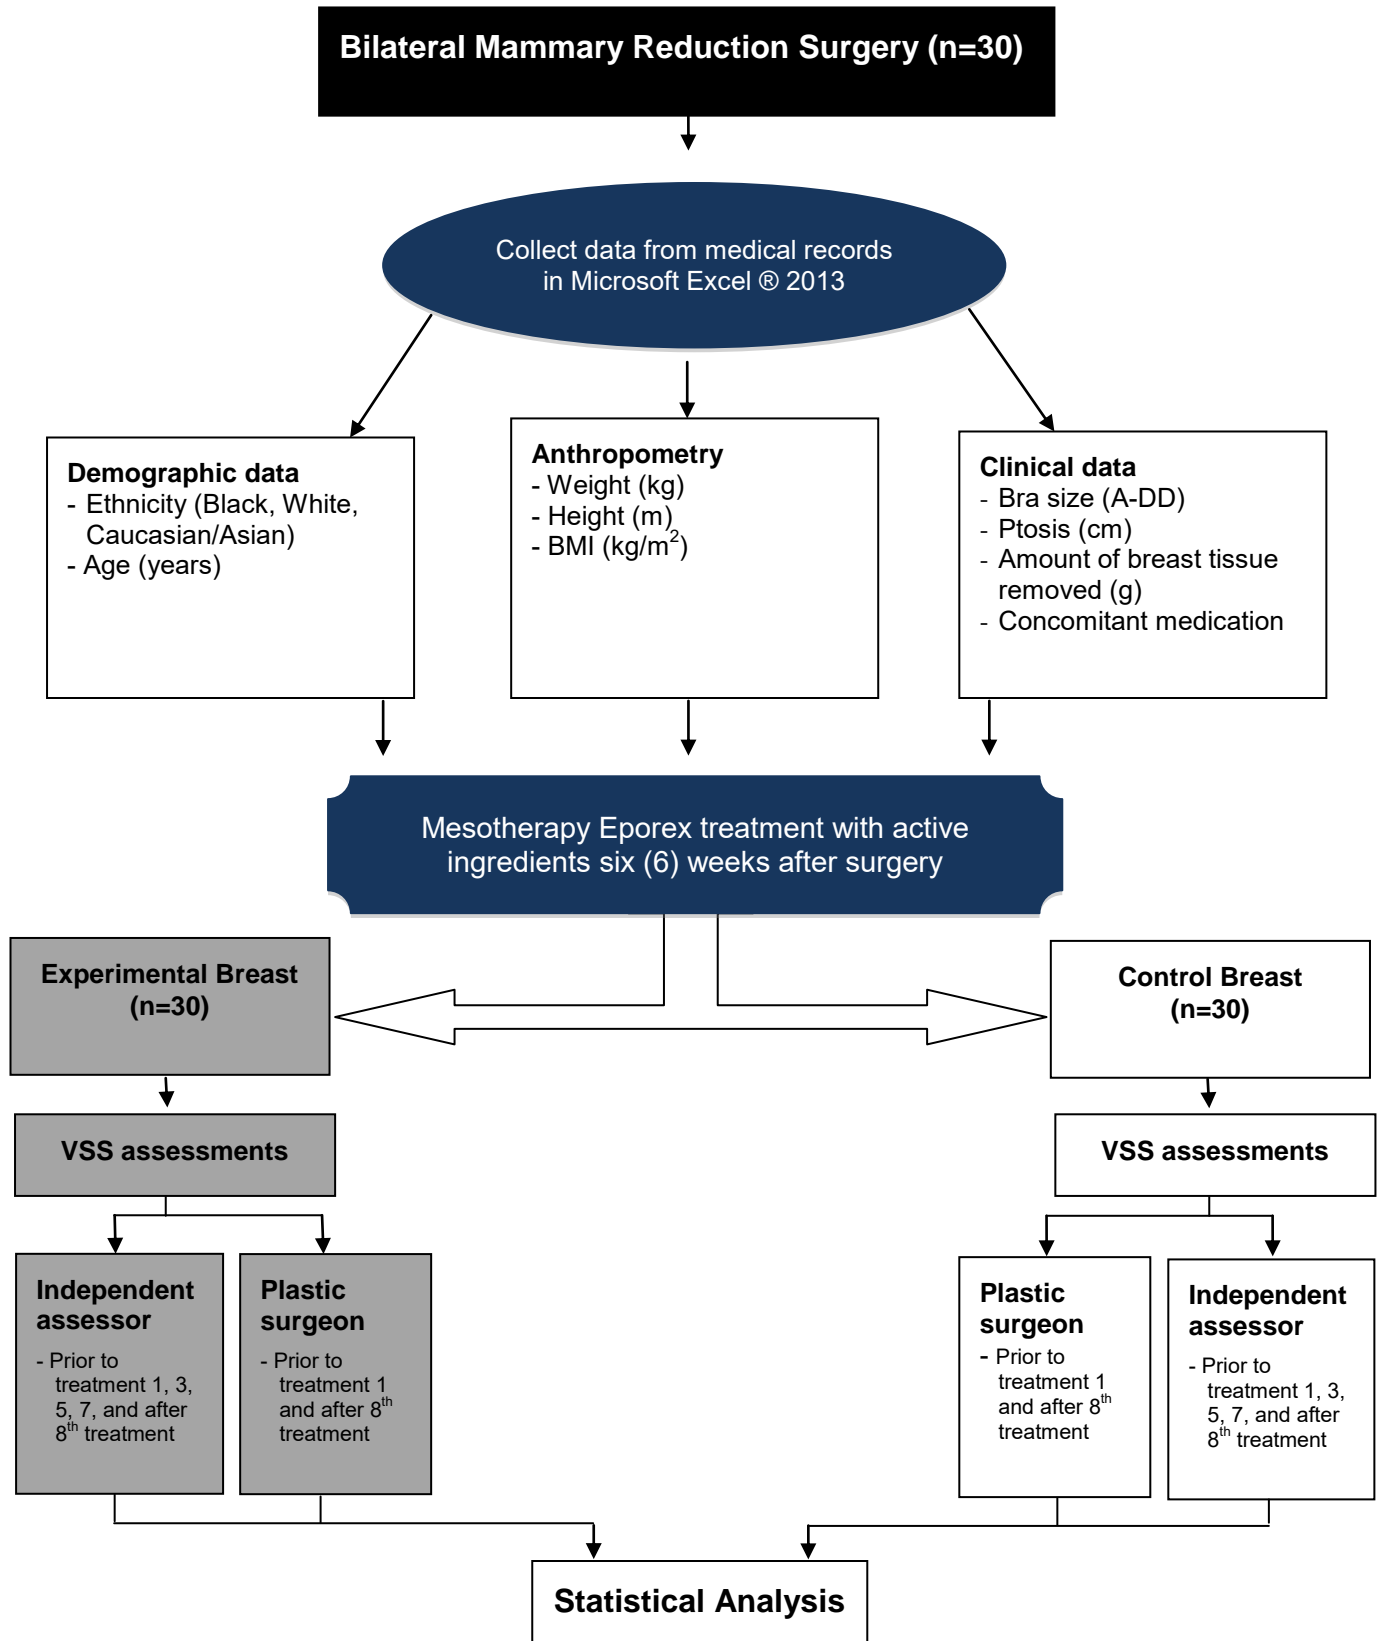 Bilateral Mammary Reduction Surgery (n=30)
Collect data from medical records
in Microsoft Excel ® 2013
Demographic data
- Ethnicity (Black, White,
Caucasian/Asian)
- Age (years)
Anthropometry
- Weight (kg)
- Height (m)
- BMI (kg/m²)
Clinical data
- Bra size (A-DD)
- Ptosis (cm)
- Amount of breast tissue
removed (g)
- Concomitant medication
Mesotherapy Eporex treatment with active
ingredients six (6) weeks after surgery
Experimental Breast
(n=30)
Control Breast
(n=30)
VSS assessments
VSS assessments
Independent
assessor
- Prior to
treatment 1, 3,
5, 7, and after
8th treatment
Plastic
surgeon
- Prior to
treatment 1
and after 8th
treatment
Plastic
surgeon
- Prior to
treatment 1
and after 8th
treatment
Independent
assessor
- Prior to
treatment 1, 3,
5, 7, and after
8th treatment
Statistical Analysis